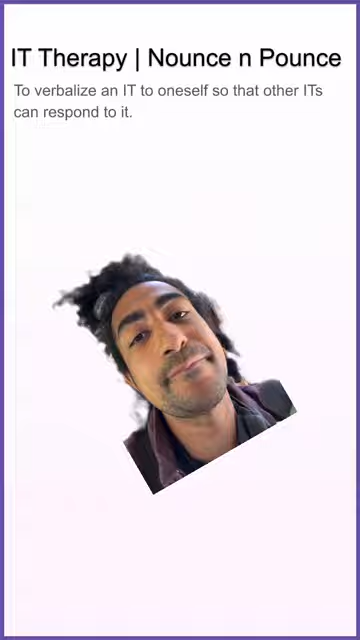 IT Therapy | Nounce n Pounce
To verbalize an IT to oneself so that other ITs
can respond to it.